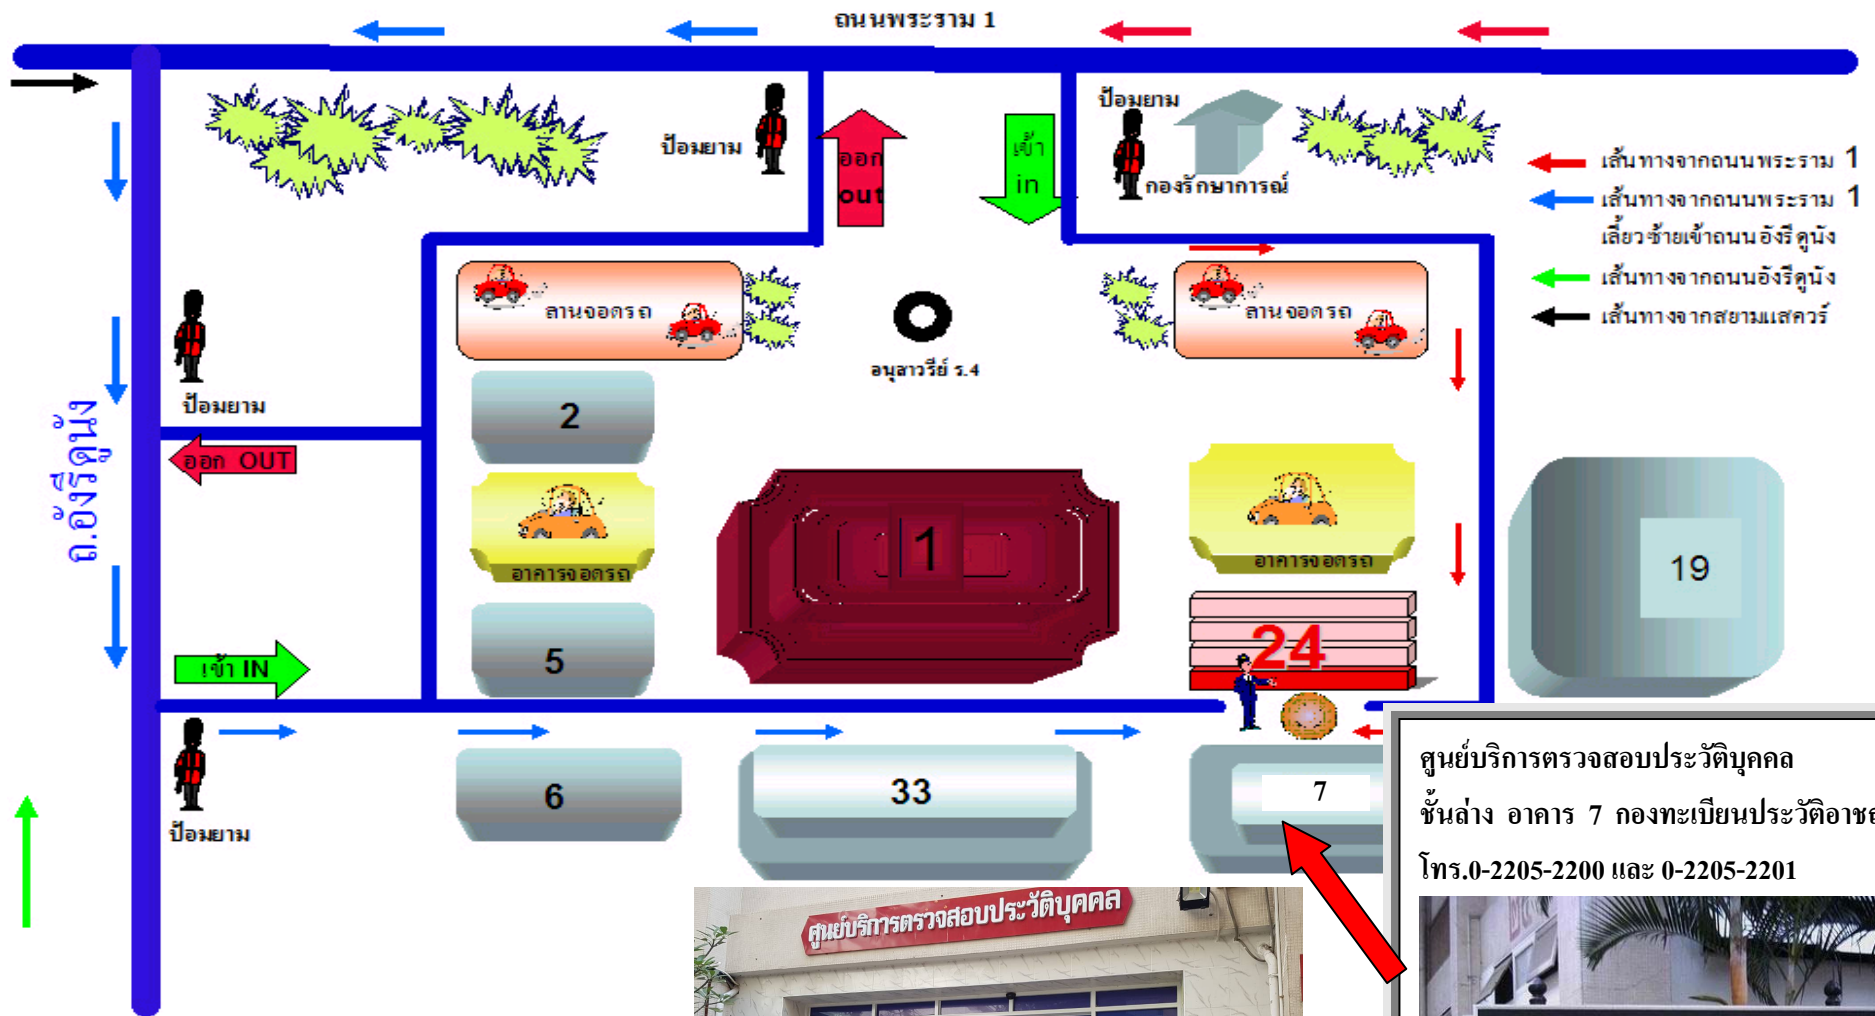 ถนนพระราม 1
ป้อมยาม
ออก
out
เข้า
in
ป้อมยาม
กองรักษาการณ์
เส้นทางจากถนนพระราม 1
เส้นทางจากถนนพระราม 1
เลี้ยวซ้ายเข้าถนนอังรีดูนัง
เส้นทางจากถนนอังรีดูนัง
เส้นทางจากสยามแสควร์
ลานจอดรถ
ลานจอดรถ
อนุสาวรีย์ ร.4
ป้อมยาม
ถ.อังรีดูนัง
ออก OUT
2
อาคารจอดรถ
1
อาคารจอดรถ
19
5
24
เข้า IN
ป้อมยาม
6
33
7
ศูนย์บริการตรวจสอบประวัติบุคคล
ชั้นล่าง อาคาร 7 กองทะเบียนประวัติอาช
โทร.0-2205-2200 และ 0-2205-2201
ศูนย์บริการตรวจสอบประวัติบุคคล